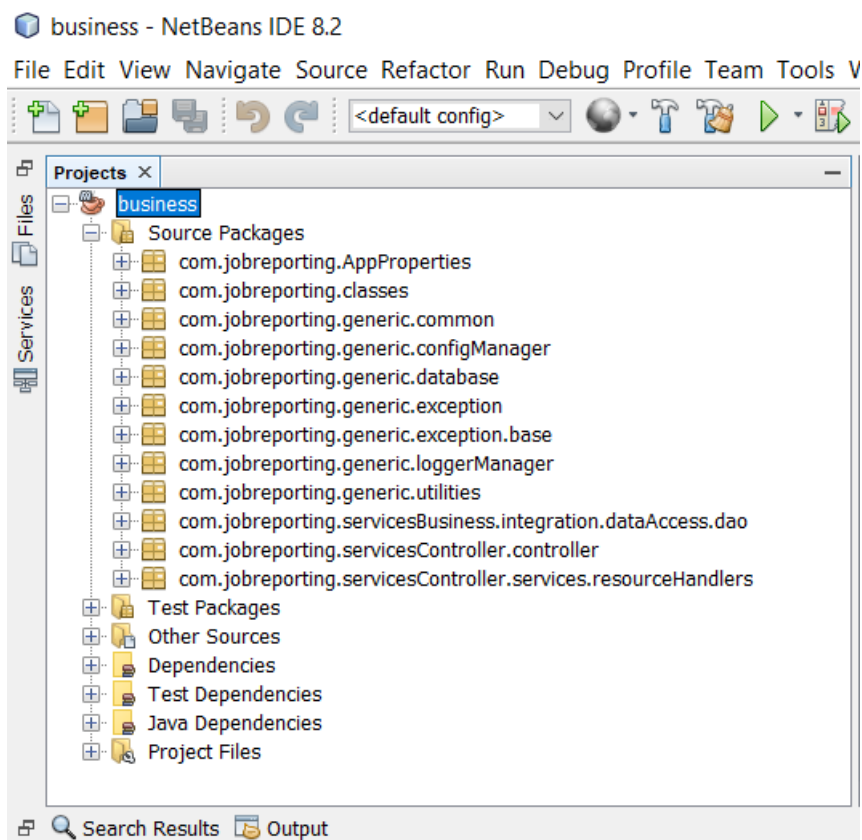 business - NetBeans IDE 8.2
File Edit View Navigate Source Refactor Run Debug Profile Team Tools
<default config>
Projects
Files
Services
business
Source Packages
com.jobreporting.AppProperties
com.jobreporting.classes
com.jobreporting.generic.common
com.jobreporting.generic.configManager
com.jobreporting.generic.database
com.jobreporting.generic.exception
com.jobreporting.generic.exception.base
com.jobreporting.generic.loggerManager
com.jobreporting.generic.utilities
com.jobreporting.servicesBusiness.integration.dataAccess.dao
com.jobreporting.servicesController.controller
com.jobreporting.servicesController.services.resourceHandlers
Test Packages
Other Sources
Dependencies
Test Dependencies
Java Dependencies
Project Files
Search Results Output